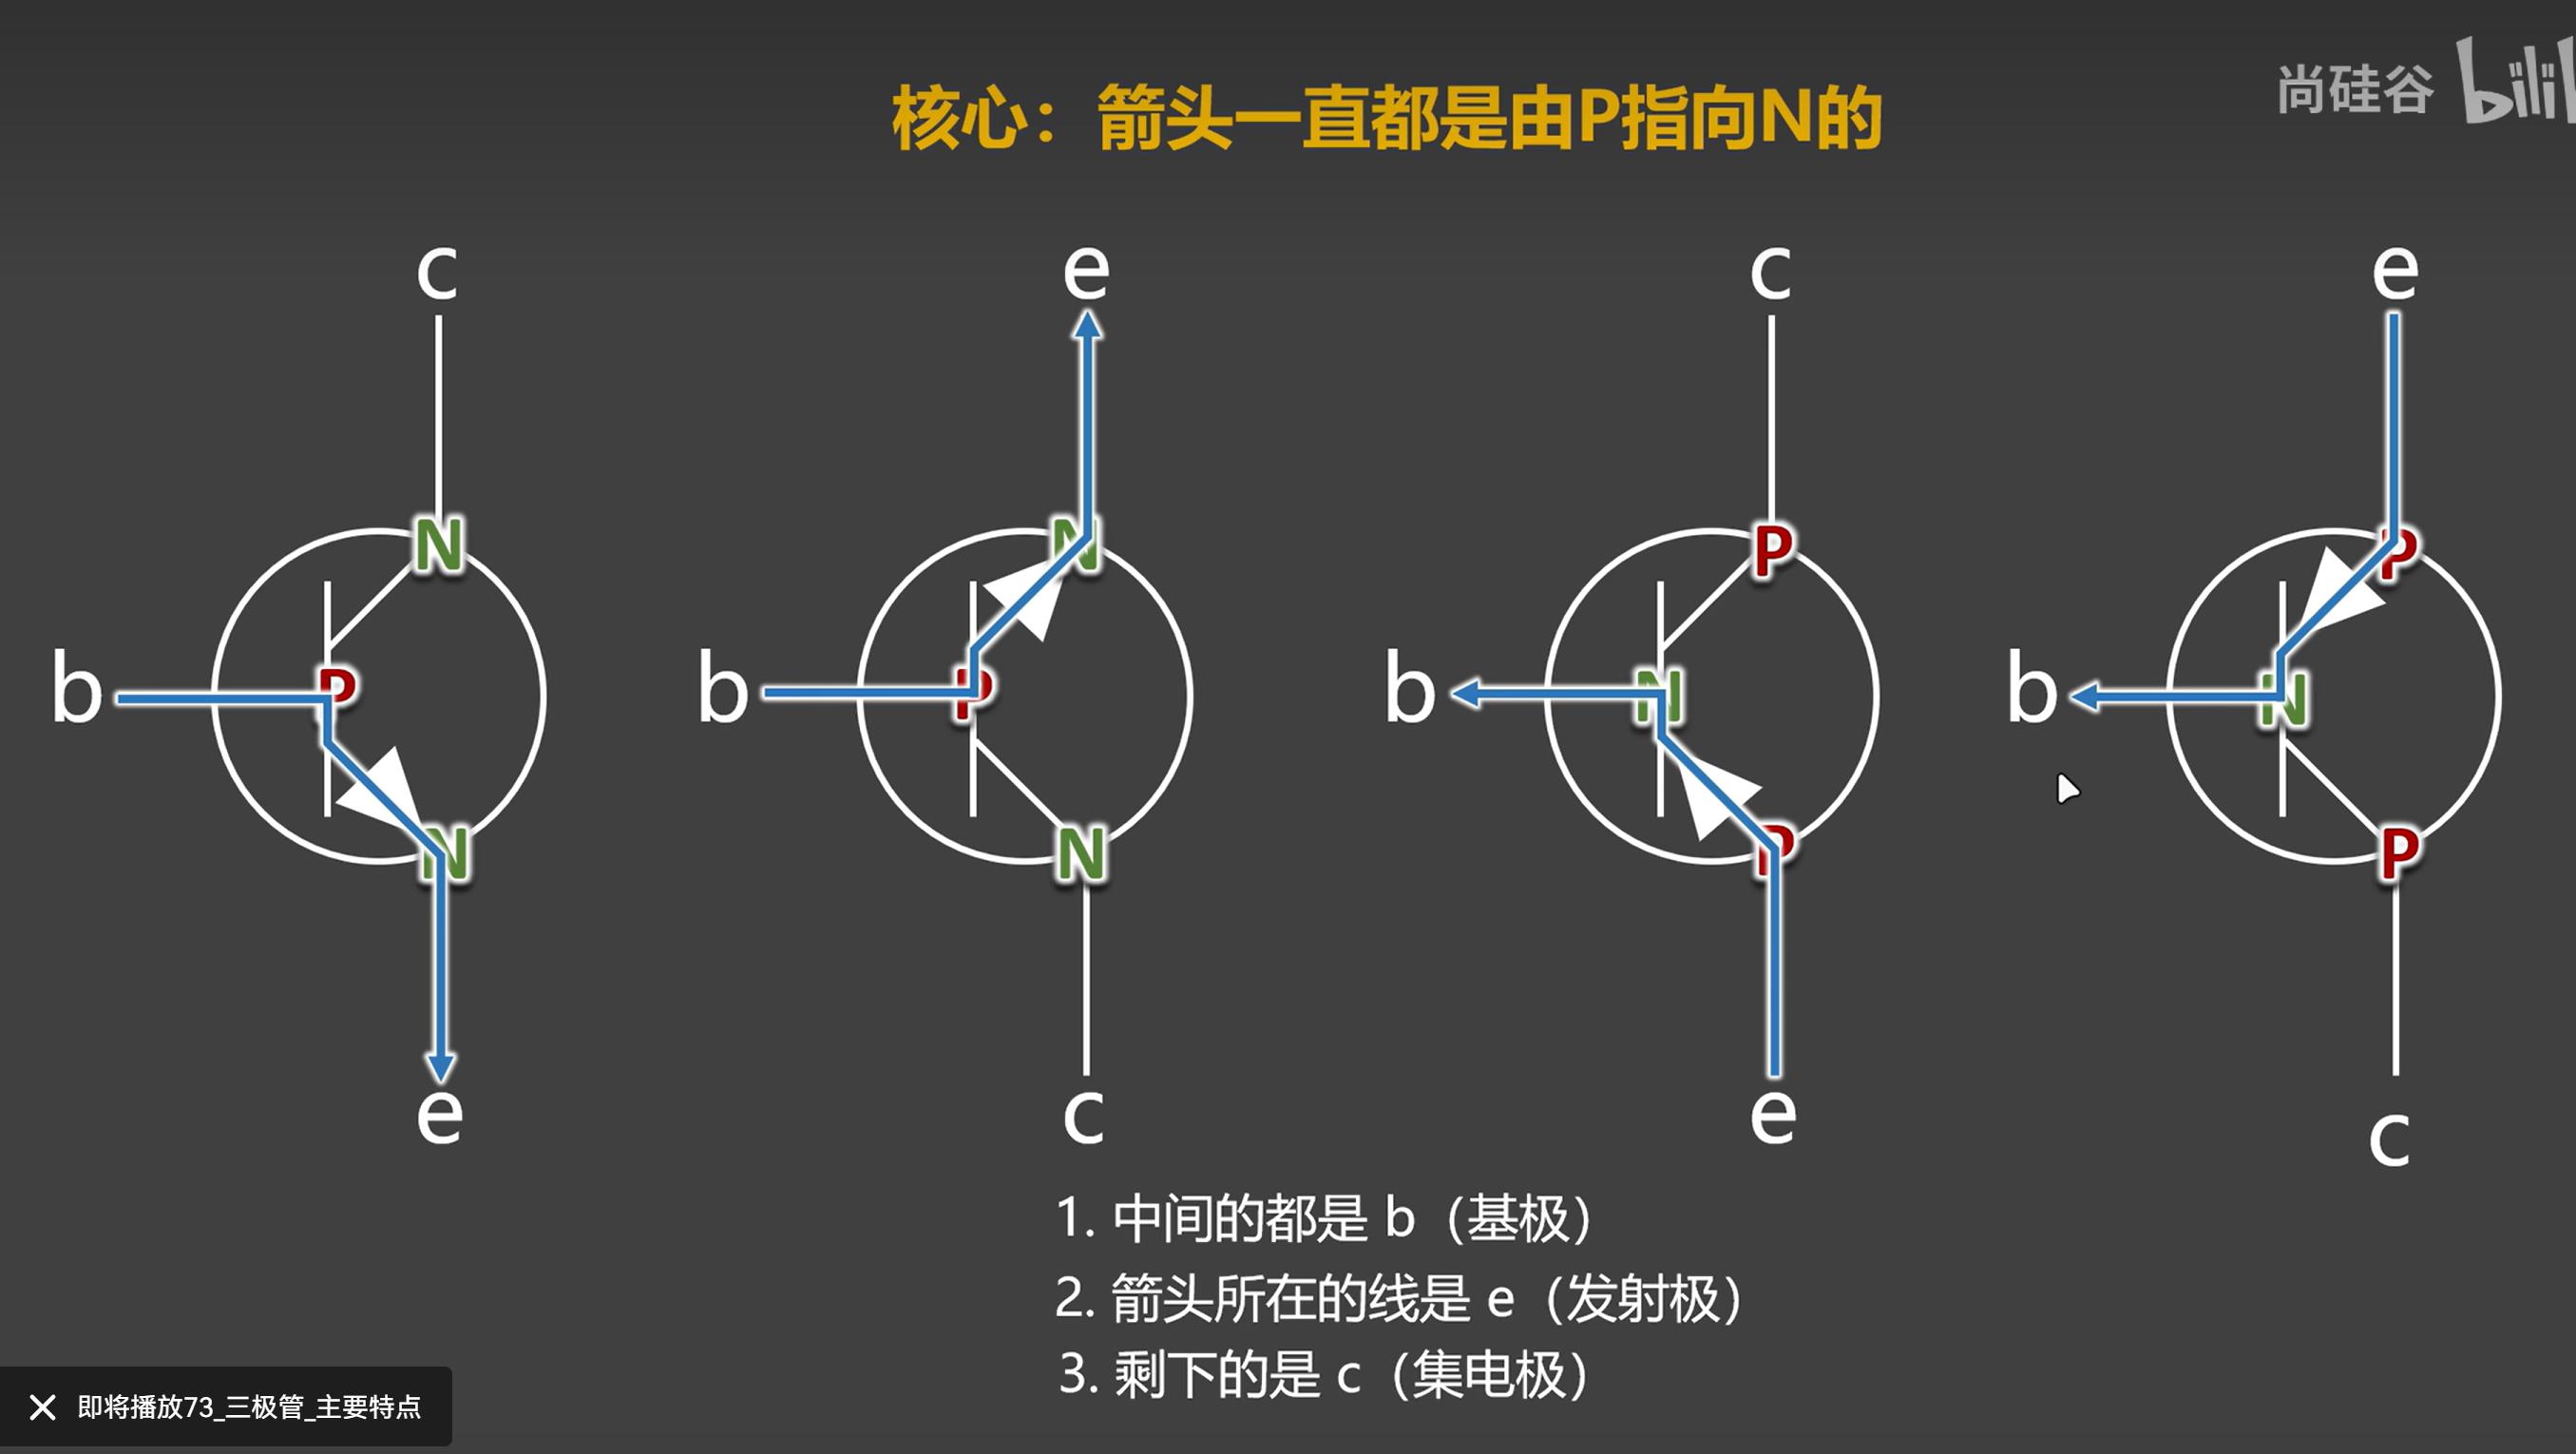 核心：箭头一直都是由P指向N的
尚硅谷
c
N
b
P
N
e
e
N
b
P
N
c
c
P
b
N
P
e
e
P
b
N
P
c
1. 中间的都是 b（基极）
2. 箭头所在的线是 e（发射极）
3. 剩下的是 c（集电极）
即将播放73_三极管_主要特点